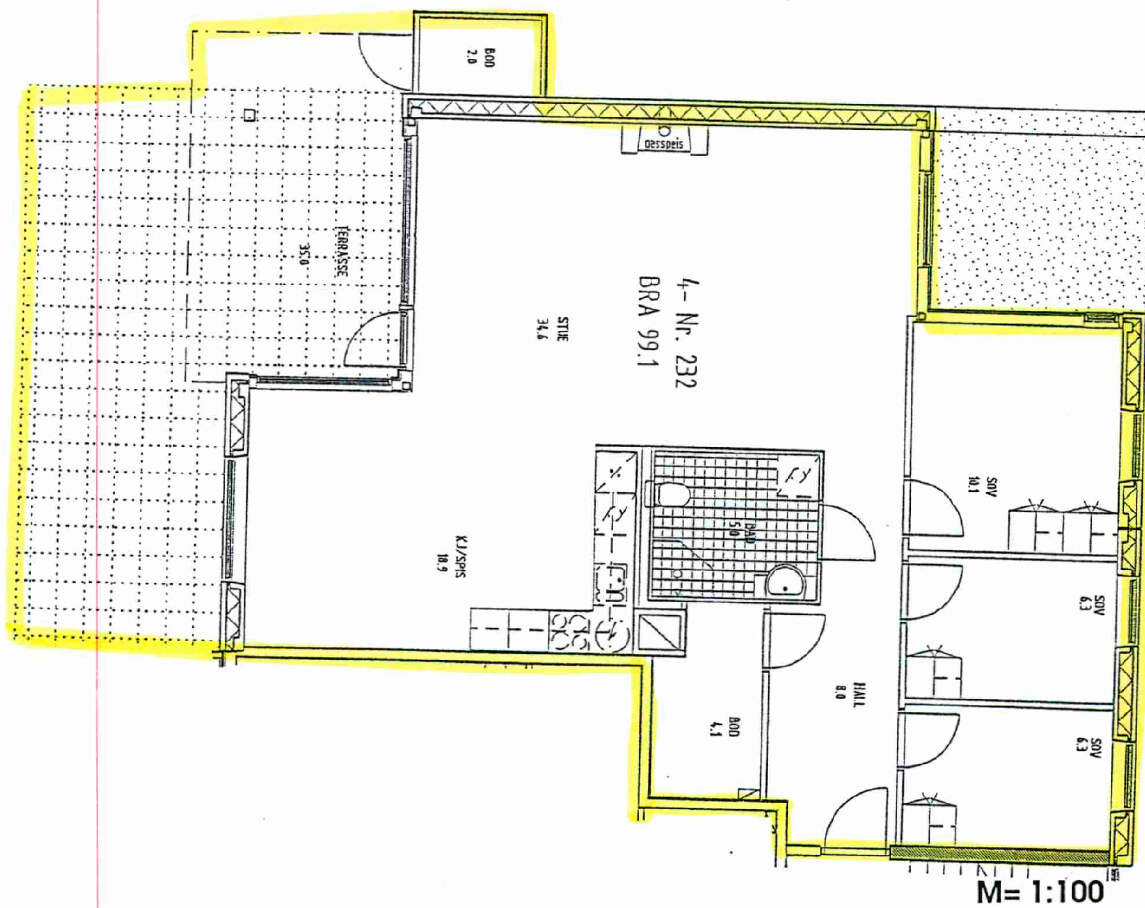 BOD
2.0
gasspeis
TERRASSE
35.0
4- Nr. 232
BRA 99.1
STUE
34.6
SOV
10.1
BAD
5.0
KJ/SPIS
18.9
SOV
6.3
HALL
8.0
BOD
4.1
SOV
6.3
M= 1:100